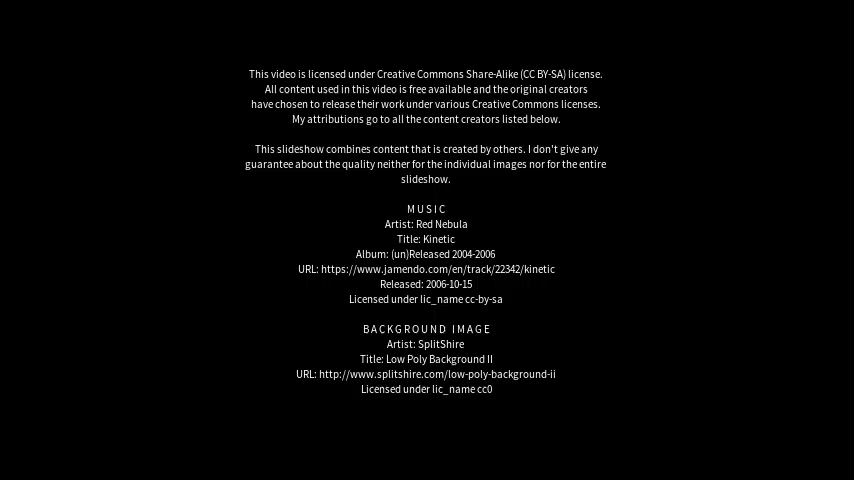 This video is licensed under Creative Commons Share-Alike (CC BY-SA) license.
All content used in this video is free available and the original creators
have chosen to release their work under various Creative Commons licenses.
My attributions go to all the content creators listed below.
This slideshow combines content that is created by others. I don't give any
guarantee about the quality neither for the individual images nor for the entire
slideshow.
MUSIC
Artist: Red Nebula
Title: Kinetic
Album: (un)Released 2004-2006
URL: https://www.jamendo.com/en/track/22342/kinetic
Released: 2006-10-15
Licensed under lic_name cc-by-sa
BACKGROUND IMAGE
Artist: SplitShire
Title: Low Poly Background II
URL: http://www.splitshire.com/low-poly-background-ii
Licensed under lic_name cc0